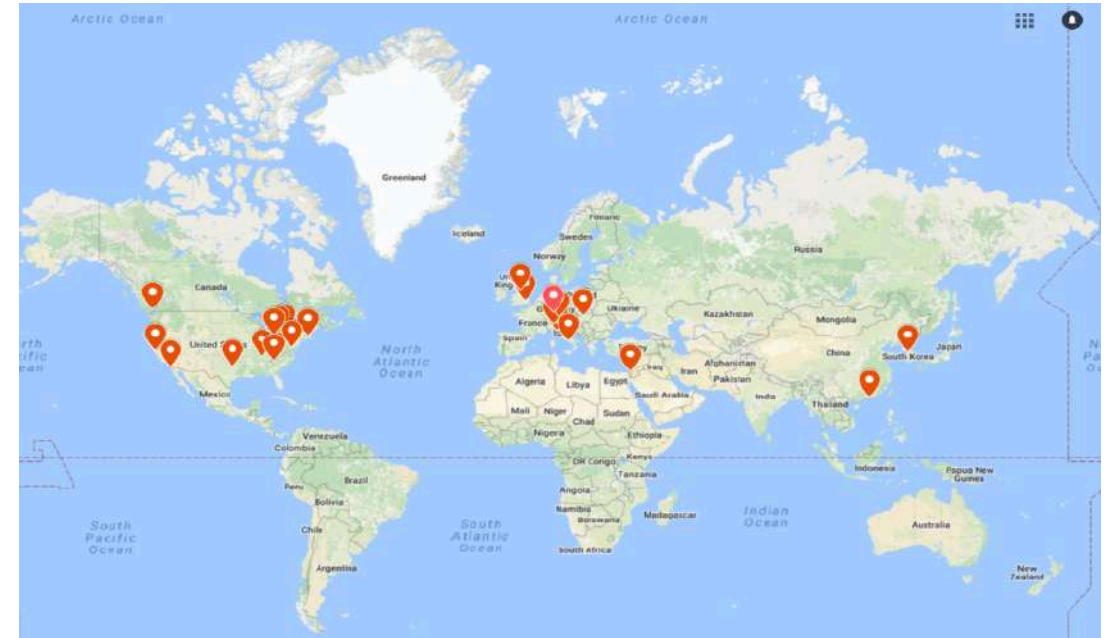 Arctic Ocean
Arctic Ocean
Greenland
Iceland
Finland
Sweden
Norway
Russia
Canada
Ukraine
Kazakhstan
Mongolia
France
Spain
North
Atlantic
Ocean
China
Japan
South Korea
Afghanistan
Iraq
Iran
Pakistan
Algeria
Libya
Egypt
Saudi Arabia
India
Thailand
Mexico
Mali
Niger
Chad
Sudan
Nigeria
Ethiopia
Venezuela
Colombia
DR Congo
Kenya
Tanzania
Indonesia
Papua New
Guinea
Peru
Brazil
Bolivia
Angola
Namibia
Botswana
Madagascar
Chile
South
Pacific
Ocean
South
Atlantic
Ocean
Indian
Ocean
Australia
South Africa
Argentina
New
Zealand